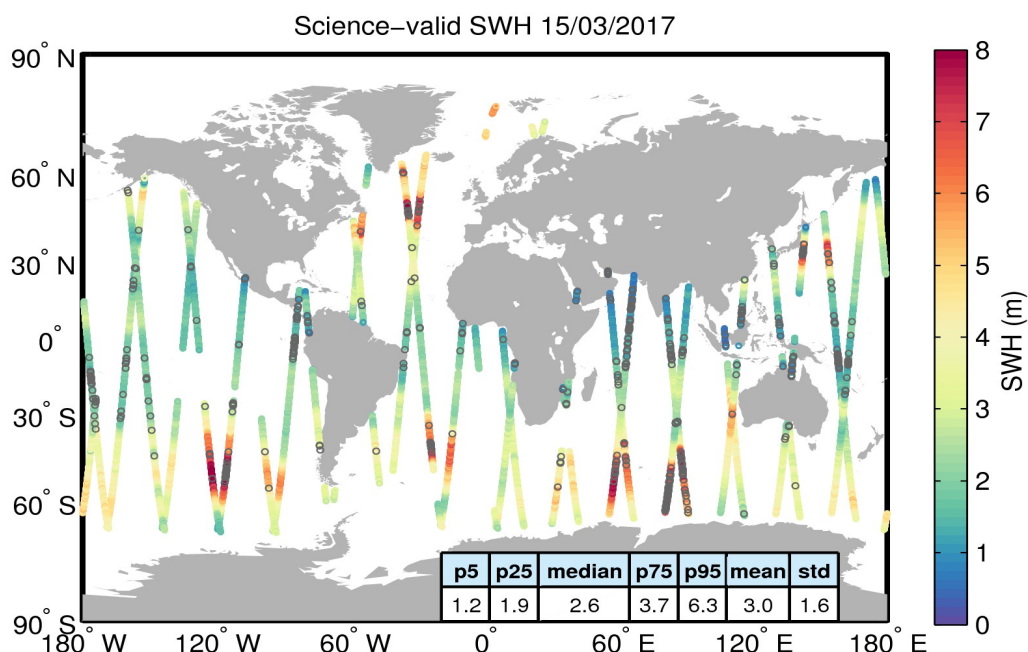 Science−valid SWH 15/03/2017
90° N
60° N
30° N
0°
30° S
60° S
90° S
180° W
120° W
60° W
0°
60° E
120° E
180° E
p5 p25 median p75 p95 mean std
1.2 1.9 2.6 3.7 6.3 3.0 1.6
8
7
6
5
4
3
2
1
0
SWH (m)